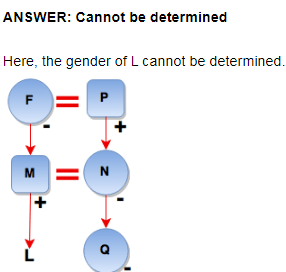 ANSWER: Cannot be determined
Here, the gender of L cannot be determined.
F = P
- +
M = N
+ -
L Q
-